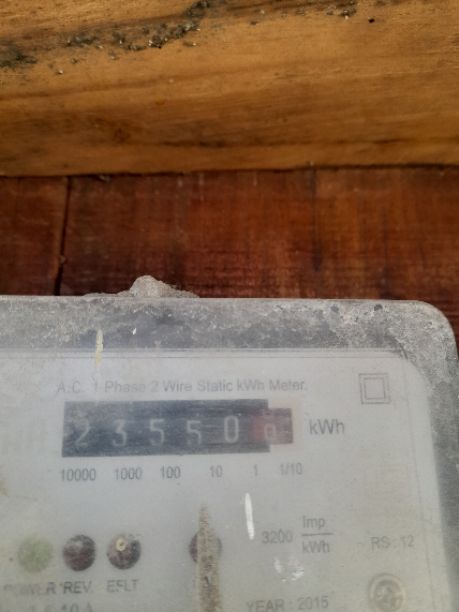 A.C. 1 Phase 2 Wire Static kWh Meter.
2 3 5 5 0 kWh
10000 1000 100 10 1 1/10
3200 Imp/kWh RS: 12
POWER REV. EFLT
YEAR: 2015